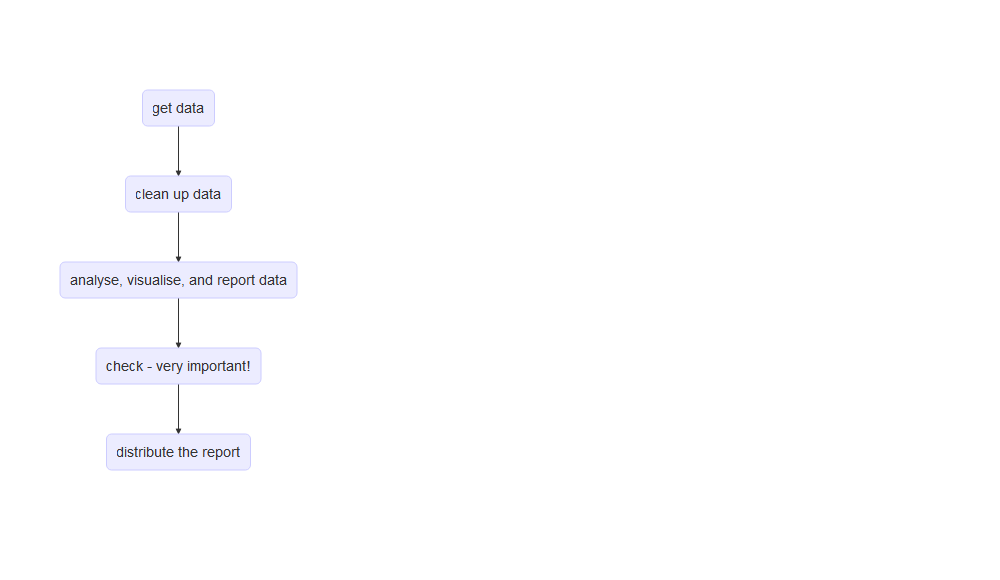 get data
clean up data
analyse, visualise, and report data
check - very important!
distribute the report